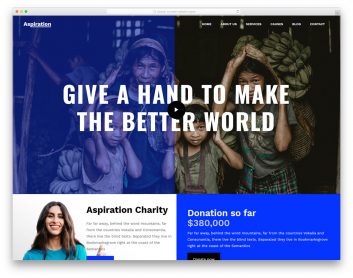 Aspiration
HOME ABOUT US SERVICES CAUSES BLOG CONTACT
GIVE A HAND TO MAKE
THE BETTER WORLD
Aspiration Charity
Far far away, behind the word mountains, far
from the countries Vokalia and Consonantia,
there live the blind texts. Separated they live in
Bookmarksgrove right at the coast of the
Semantics
Donation so far
$380,000
Far far away, behind the word mountains, far from
the countries Vokalia and Consonantia, there live the
blind texts. Separated they live in Bookmarksgrove
right at the coast of the Semantics
DONATE NOW